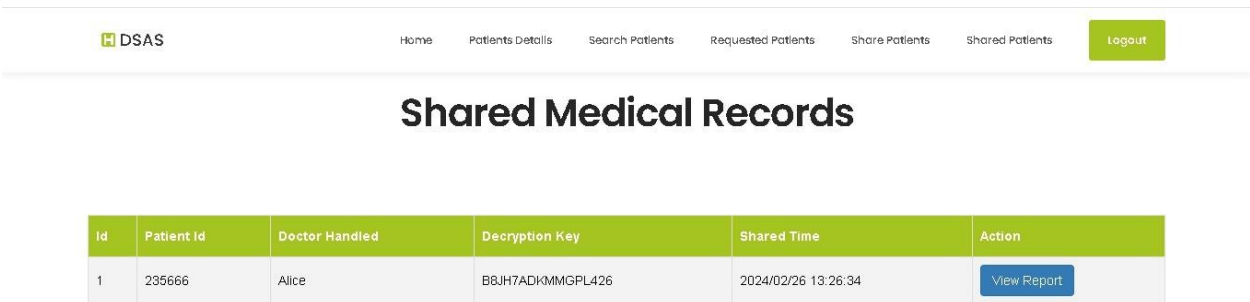 H DSAS Home Patients Details Search Patients Requested Patients Share Patients Shared Patients Logout
Shared Medical Records
Id Patient Id Doctor Handled Decryption Key Shared Time Action
1 235666 Alice B8JH7ADKMMGPL426 2024/02/26 13:26:34 View Report